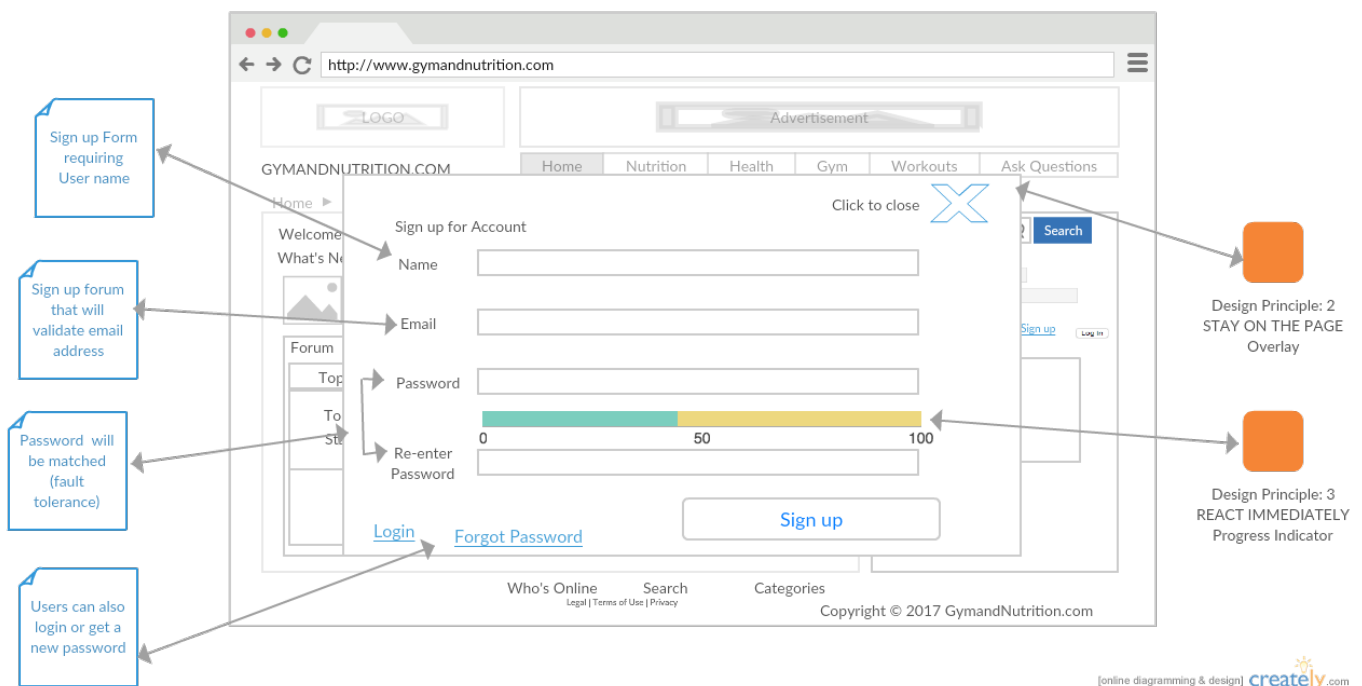 http://www.gymandnutrition.com
LOGO
Advertisement
GYMANDNUTRITION.COM
Home Nutrition Health Gym Workouts Ask Questions
Home
Welcome
What's Ne
Search
Sign up
Log In
Forum
Top
To
St
Click to close
Sign up for Account
Name
Email
Password
0 50 100
Re-enter
Password
Sign up
Login
Forgot Password
Who's Online Search Categories
Legal | Terms of Use | Privacy
Copyright © 2017 GymandNutrition.com
Sign up Form
requiring
User name
Sign up forum
that will
validate email
address
Password will
be matched
(fault
tolerance)
Users can also
login or get a
new password
Design Principle: 2
STAY ON THE PAGE
Overlay
Design Principle: 3
REACT IMMEDIATELY
Progress Indicator
[online diagramming & design] creately.com